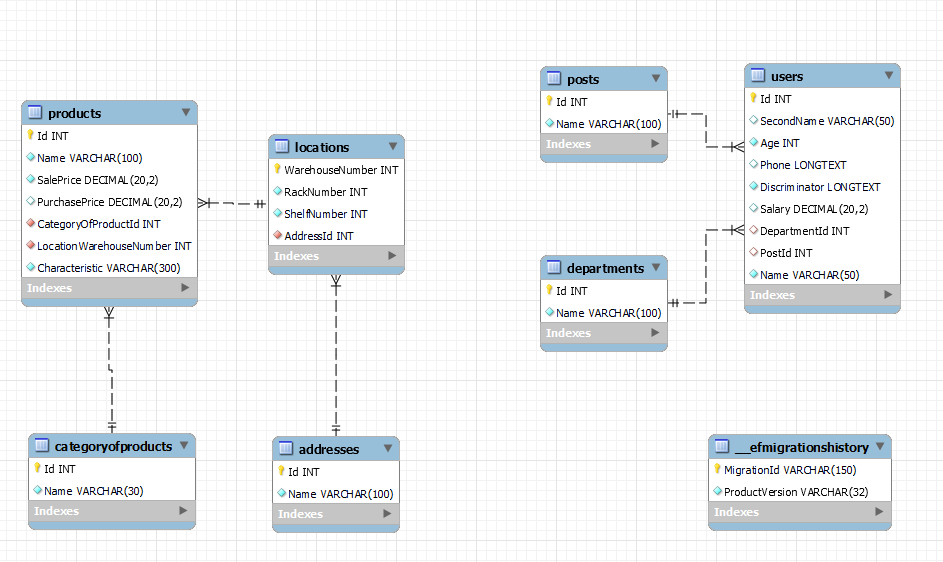 products
Id INT
Name VARCHAR(100)
SalePrice DECIMAL(20,2)
PurchasePrice DECIMAL(20,2)
CategoryOfProductId INT
LocationWarehouseNumber INT
Characteristic VARCHAR(300)
Indexes
locations
WarehouseNumber INT
RackNumber INT
ShelfNumber INT
AddressId INT
Indexes
categoryofproducts
Id INT
Name VARCHAR(30)
Indexes
addresses
Id INT
Name VARCHAR(100)
Indexes
posts
Id INT
Name VARCHAR(100)
Indexes
users
Id INT
SecondName VARCHAR(50)
Age INT
Phone LONGTEXT
Discriminator LONGTEXT
Salary DECIMAL(20,2)
DepartmentId INT
PostId INT
Name VARCHAR(50)
Indexes
departments
Id INT
Name VARCHAR(100)
Indexes
__efmigrationshistory
MigrationId VARCHAR(150)
ProductVersion VARCHAR(32)
Indexes